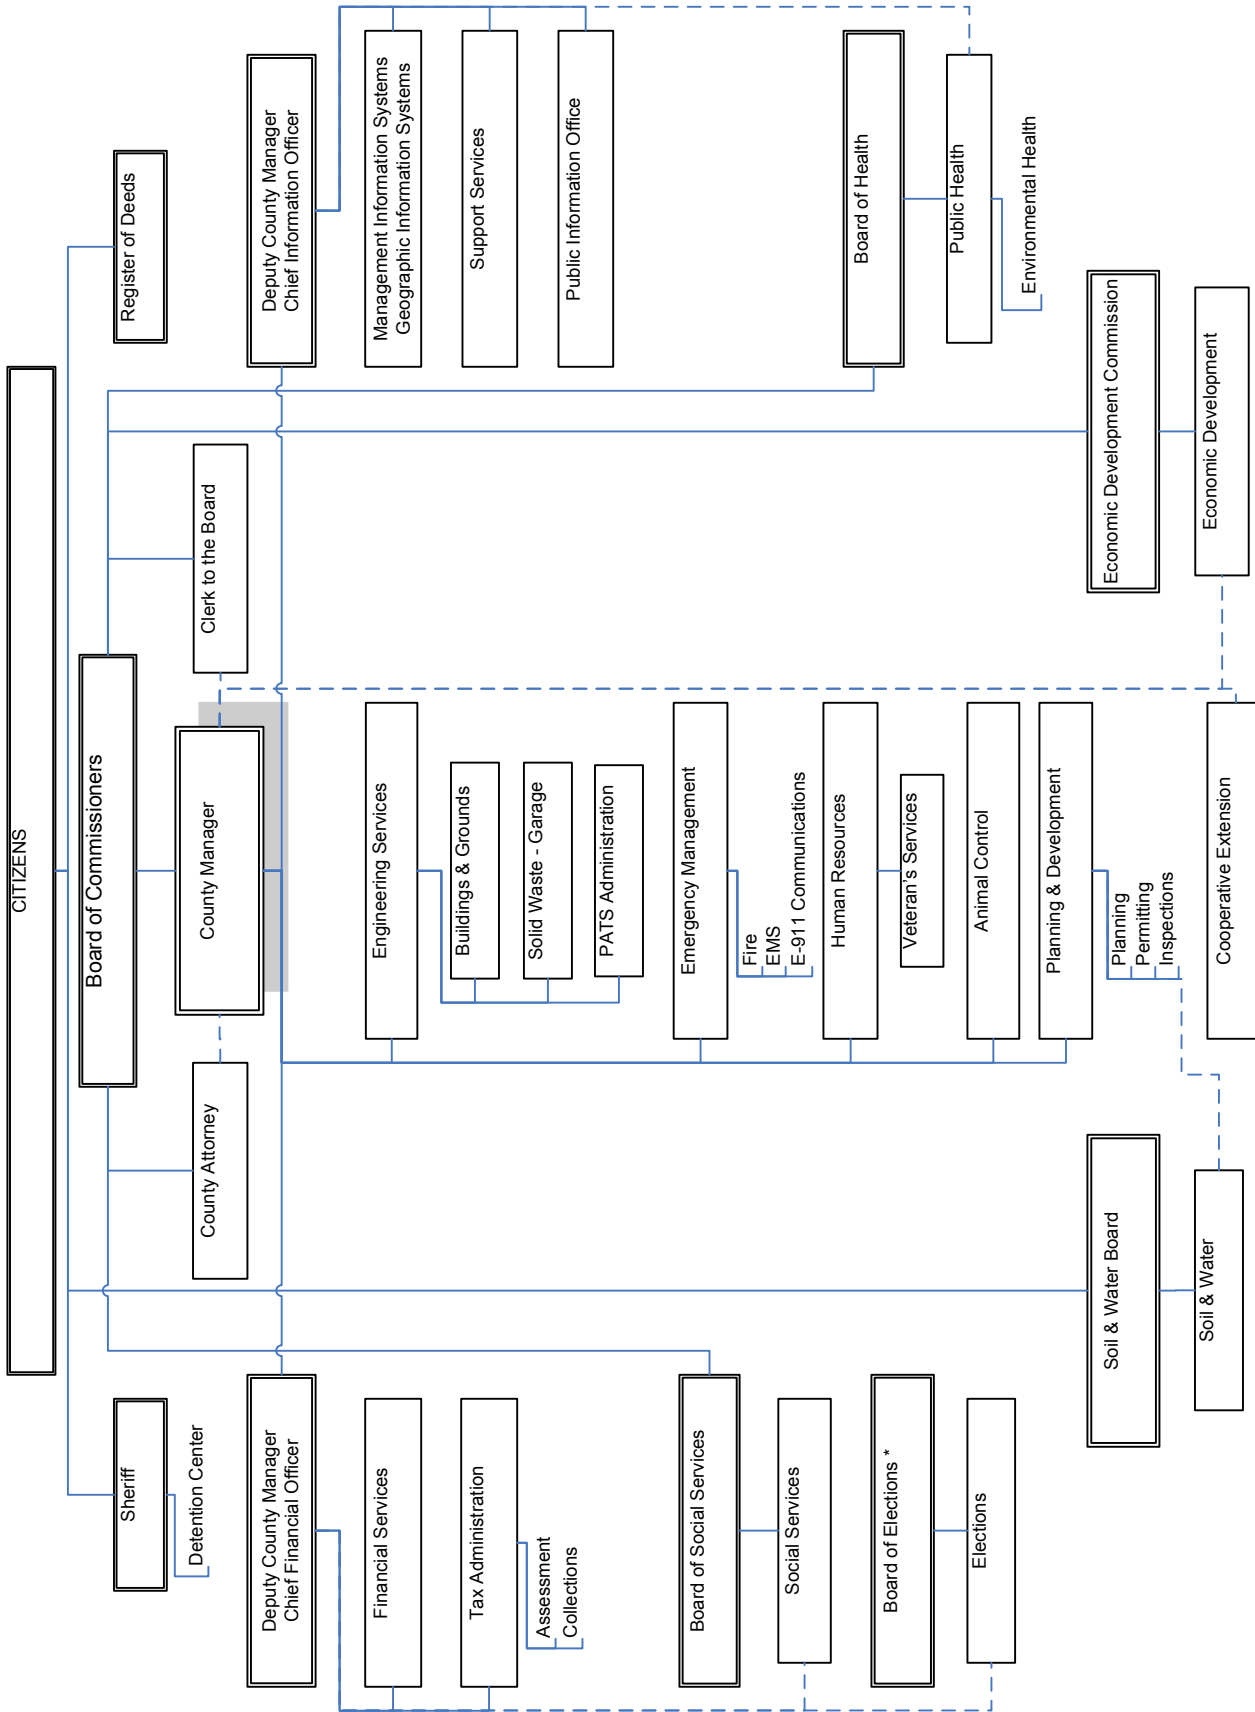 CITIZENS
Sheriff
Detention Center
Board of Commissioners
Register of Deeds
County Attorney
County Manager
Clerk to the Board
Deputy County Manager
Chief Financial Officer
Financial Services
Tax Administration
Assessment
Collections
Board of Social Services
Social Services
Board of Elections *
Elections
Soil & Water Board
Soil & Water
Engineering Services
Buildings & Grounds
Solid Waste - Garage
PATS Administration
Emergency Management
Fire
EMS
E-911 Communications
Human Resources
Veteran’s Services
Animal Control
Planning & Development
Planning
Permitting
Inspections
Cooperative Extension
Deputy County Manager
Chief Information Officer
Management Information Systems
Geographic Information Systems
Support Services
Public Information Office
Board of Health
Public Health
Environmental Health
Economic Development Commission
Economic Development